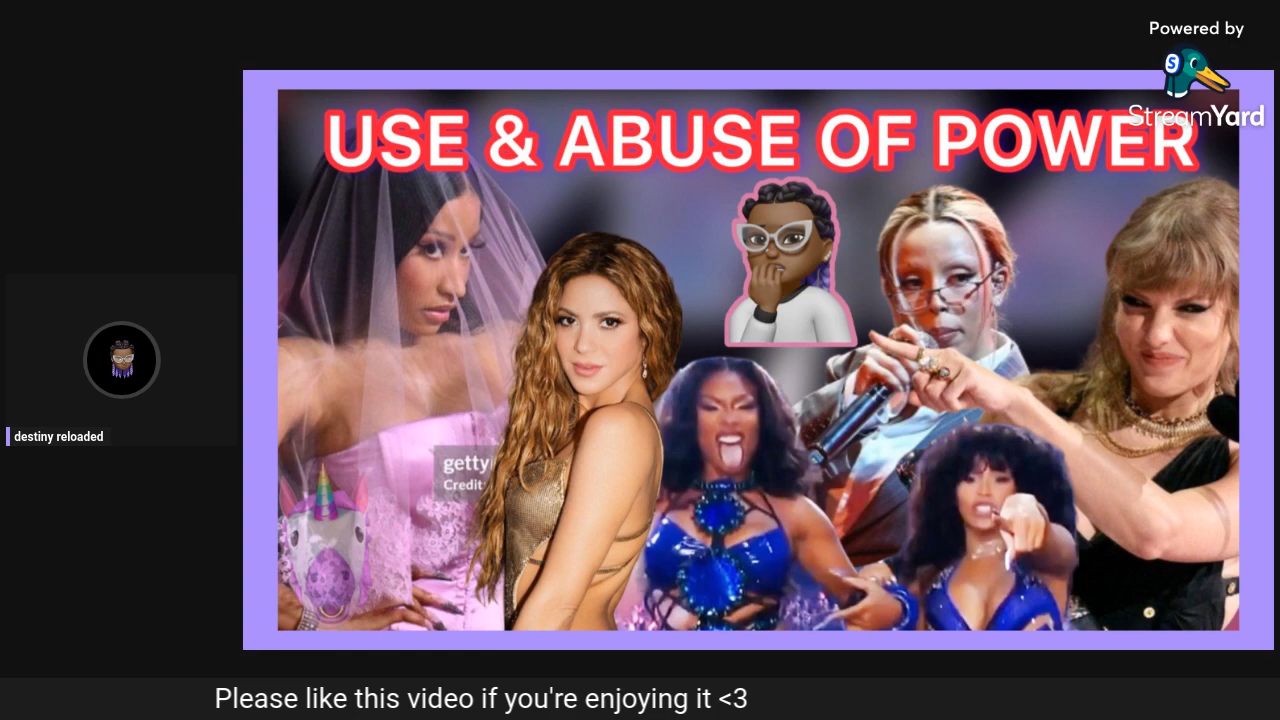 Powered by
S
StreamYard
USE & ABUSE OF POWER
getty
Credit:
destiny reloaded
Please like this video if you're enjoying it <3